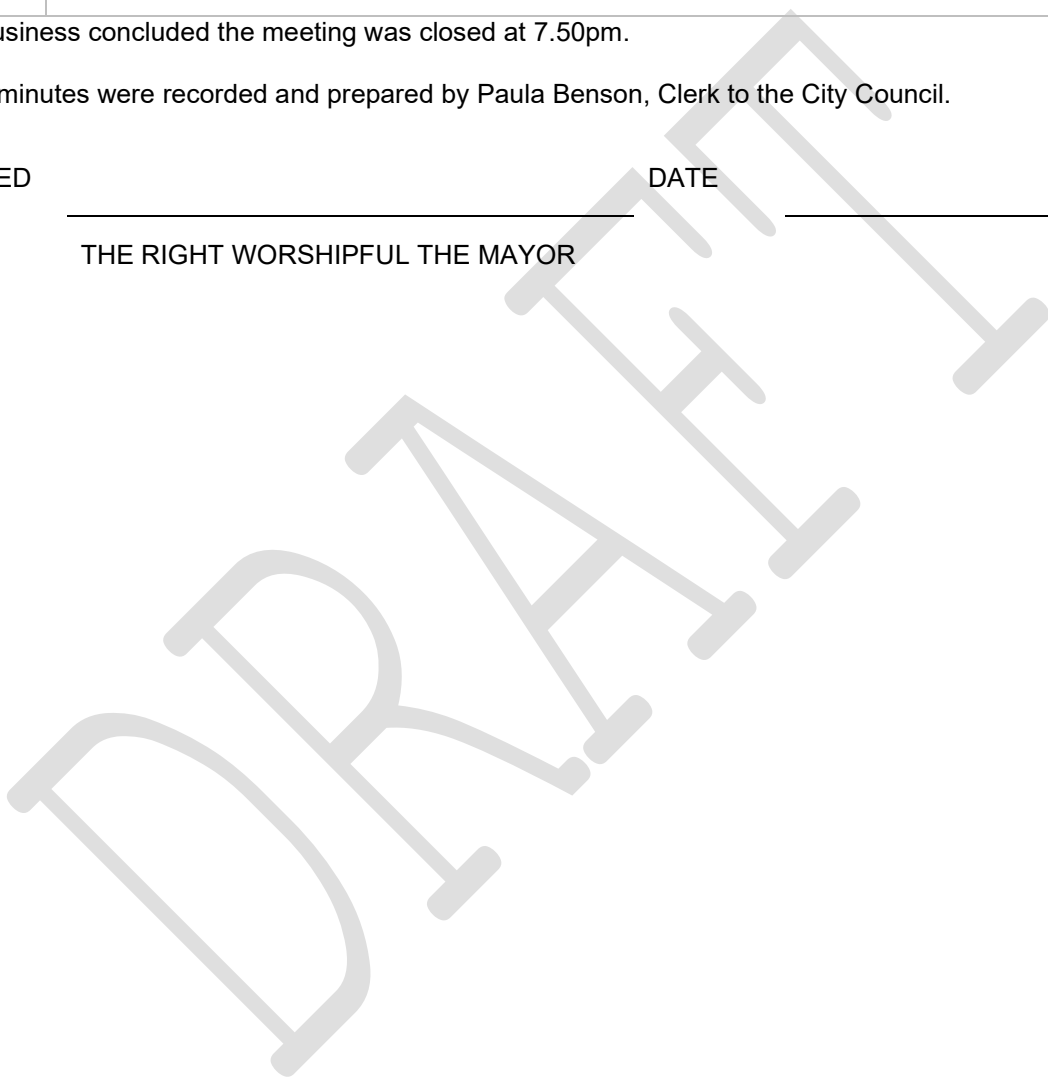 usiness concluded the meeting was closed at 7.50pm.
minutes were recorded and prepared by Paula Benson, Clerk to the City Council.
ED DATE
THE RIGHT WORSHIPFUL THE MAYOR
DRAFT